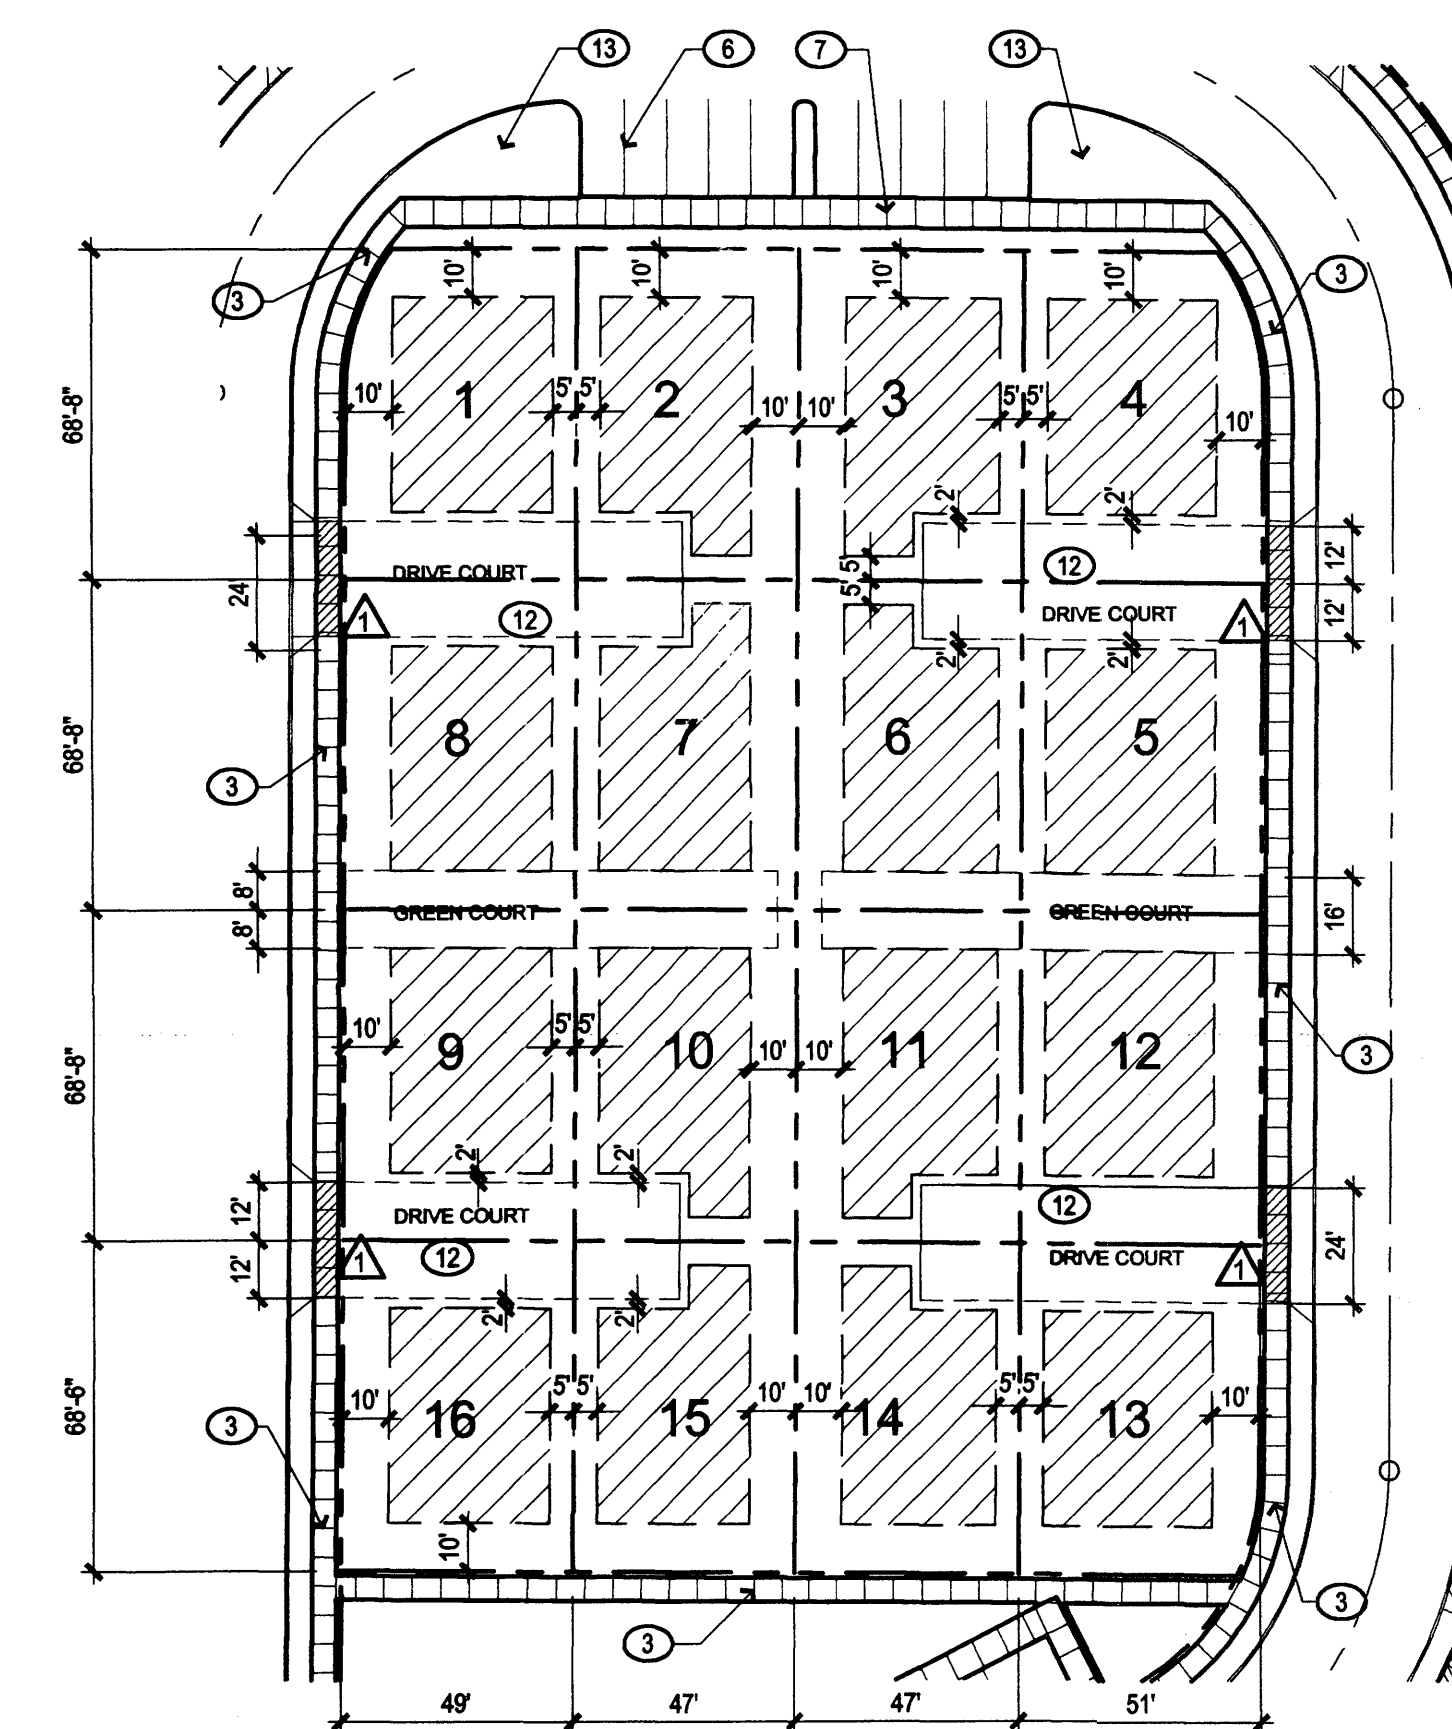 13 6 7 13
3 3
10' 10' 10' 10'
68'-8"
1 2 3 4
10' 5' 5' 10' 10' 5' 5' 10'
2' 2'
24' DRIVE COURT 5' 12 12'
1 12 5' DRIVE COURT 1 12'
2' 2'
68'-8"
8 7 6 5
3
8' GREEN COURT GREEN COURT 16'
8'
68'-8"
10' 5' 5' 10' 10'
9 10 11 12
3
2' 2'
12' DRIVE COURT 12 24'
12' 1 12 DRIVE COURT 1
2' 2'
68'-6"
10' 5' 5' 10' 10' 5' 5' 10'
16 15 14 13
3
10'
3 3
49' 47' 47' 51'